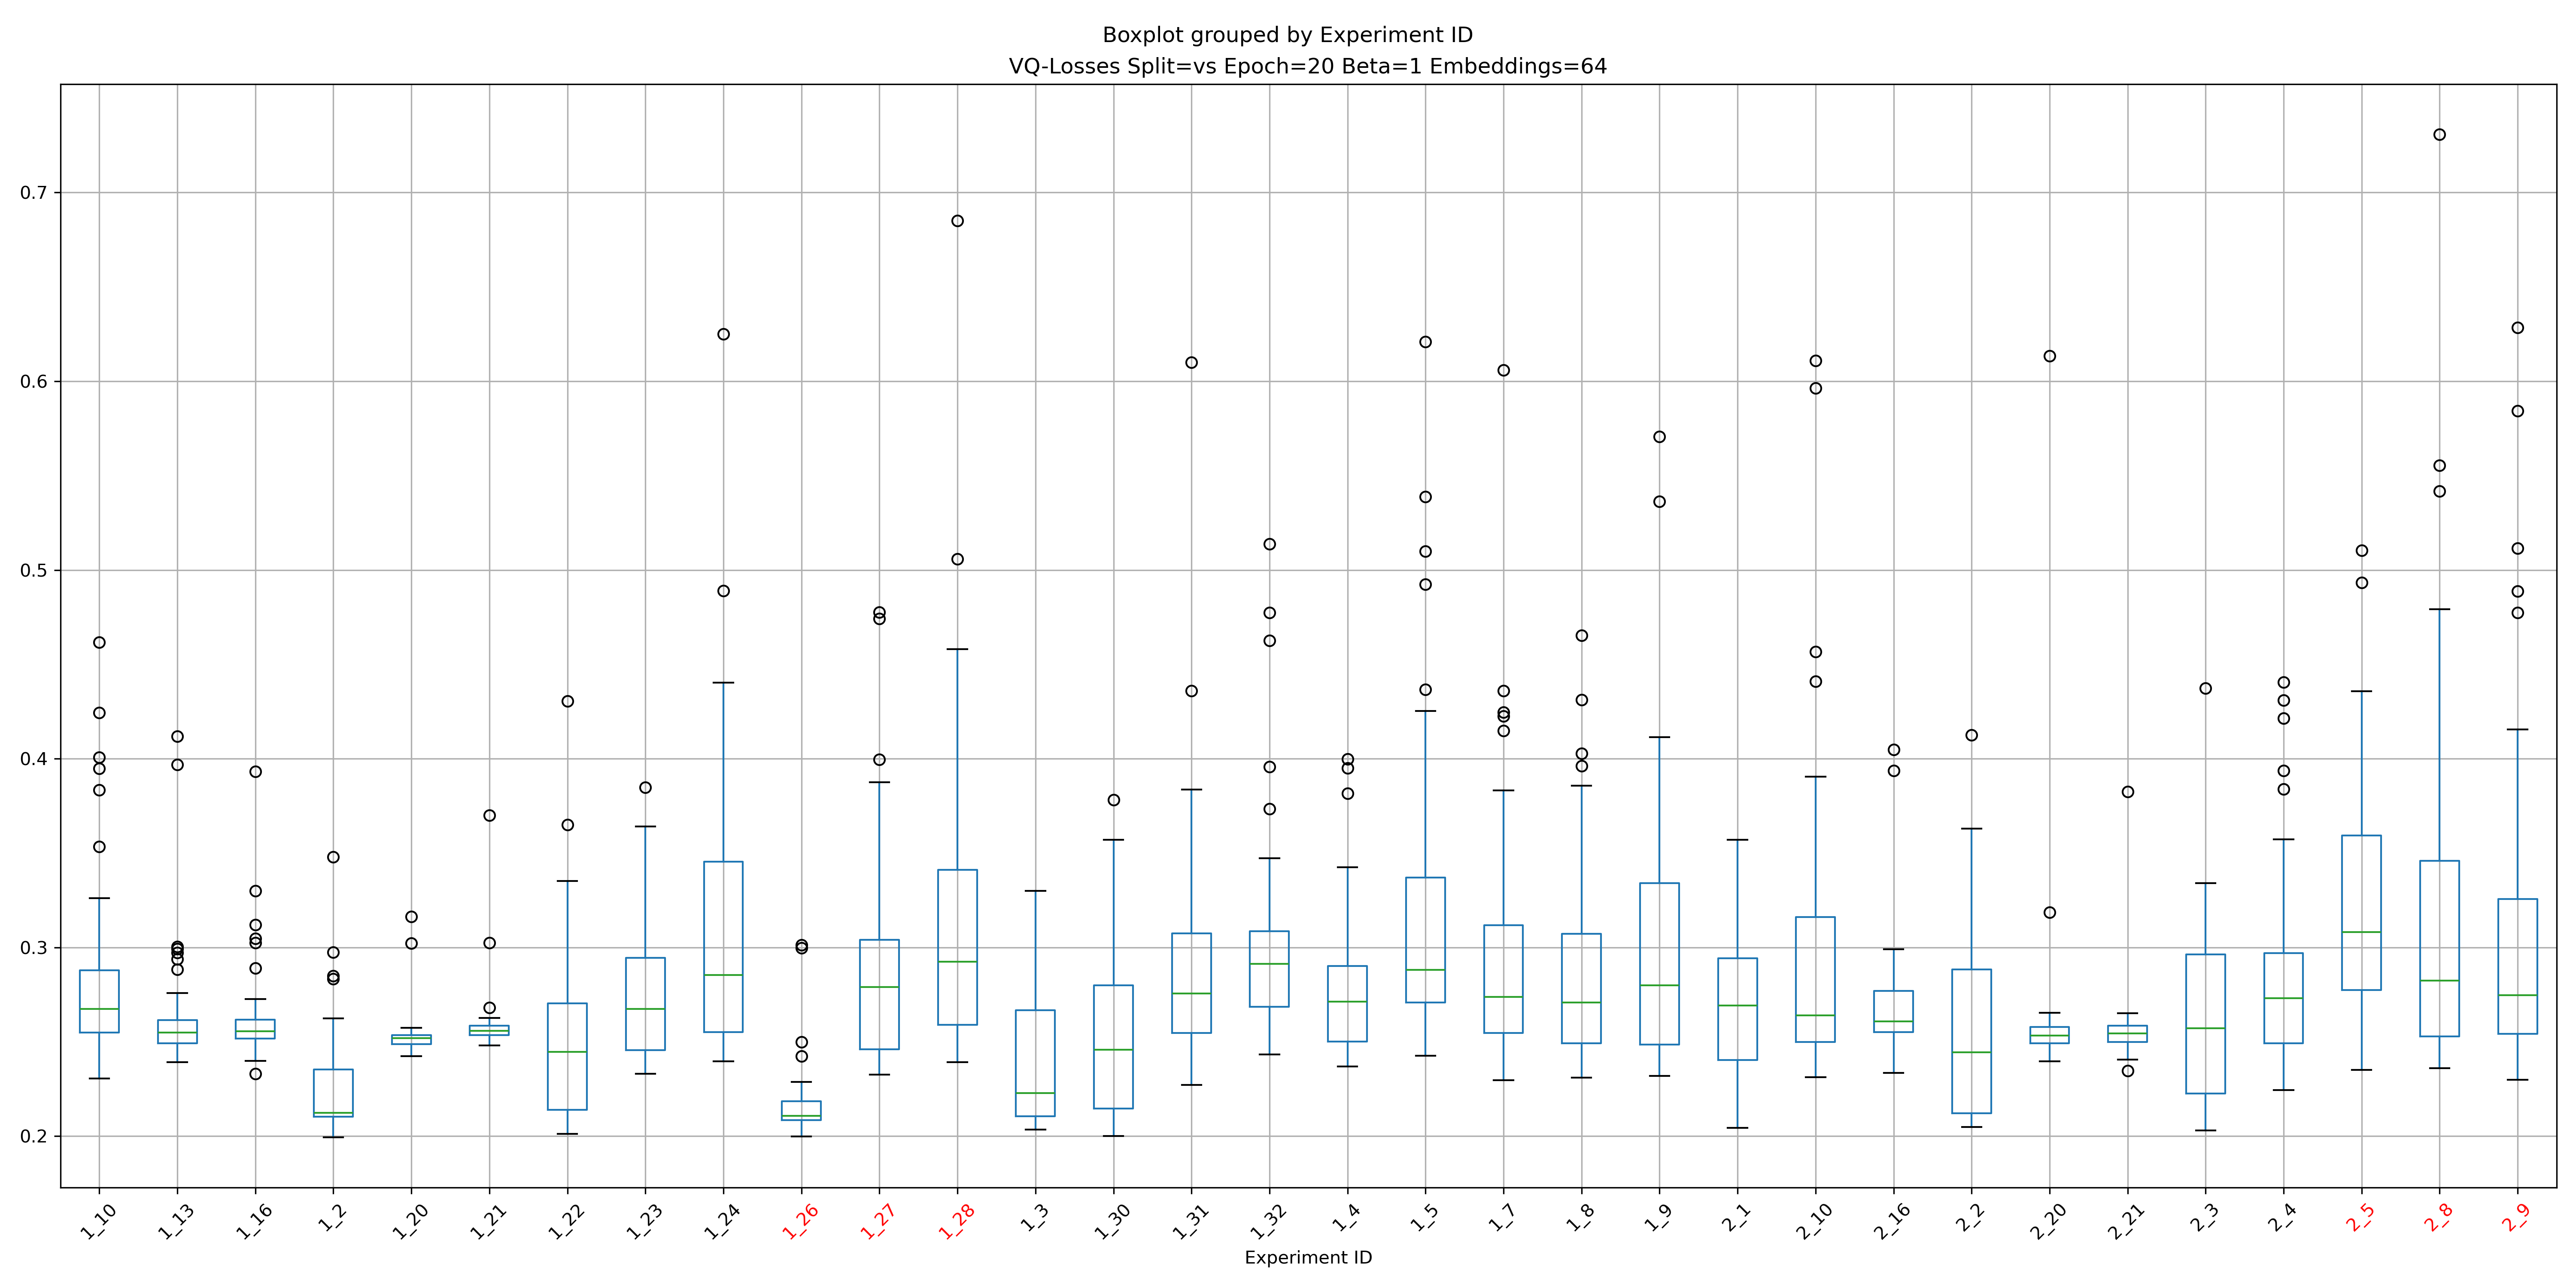 Boxplot grouped by Experiment ID
VQ-Losses Split=vs Epoch=20 Beta=1 Embeddings=64
0.7
0.6
0.5
0.4
0.3
0.2
1_10 1_13 1_16 1_2 1_20 1_21 1_22 1_23 1_24 1_26 1_27 1_28 1_3 1_30 1_31 1_32 1_4 1_5 1_7 1_8 1_9 2_1 2_10 2_16 2_2 2_20 2_21 2_3 2_4 2_5 2_8 2_9
Experiment ID